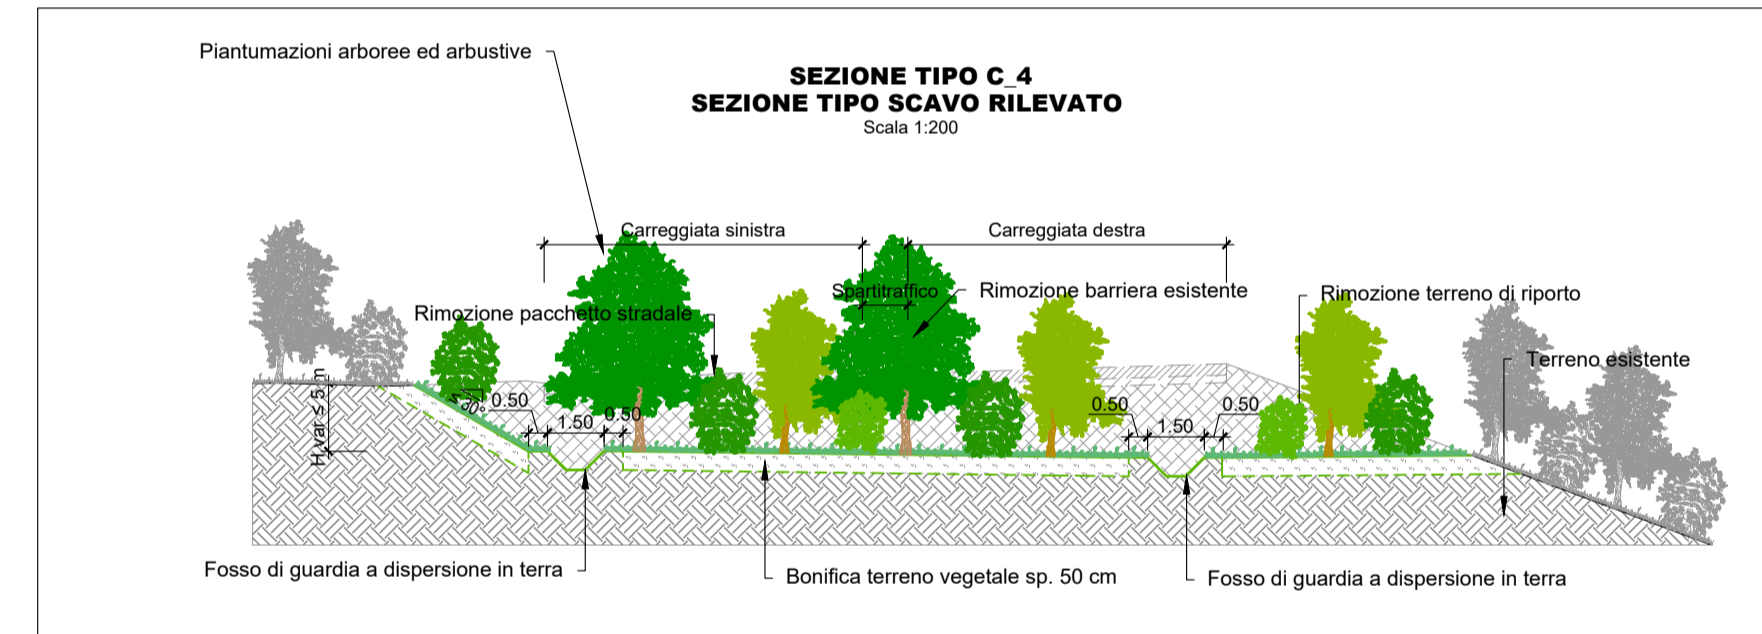 Piantumazioni arboree ed arbustive
SEZIONE TIPO C_4
SEZIONE TIPO SCAVO RILEVATO
Scala 1:200
Carreggiata sinistra
Carreggiata destra
Spartitraffico
Rimozione barriera esistente
Rimozione terreno di riporto
Rimozione pacchetto stradale
Terreno esistente
H var ≤ 5 m
0.50
1.50
0.50
0.50
1.50
0.50
Fosso di guardia a dispersione in terra
Bonifica terreno vegetale sp. 50 cm
Fosso di guardia a dispersione in terra